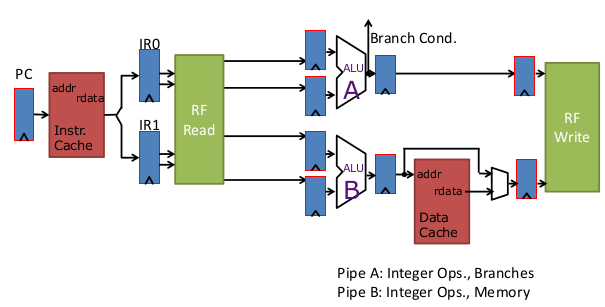 IR0
Branch Cond.
PC
addr
rdata
Instr.
Cache
RF
Read
ALU
A
RF
Write
IR1
ALU
B
addr
rdata
Data
Cache
Pipe A: Integer Ops., Branches
Pipe B: Integer Ops., Memory